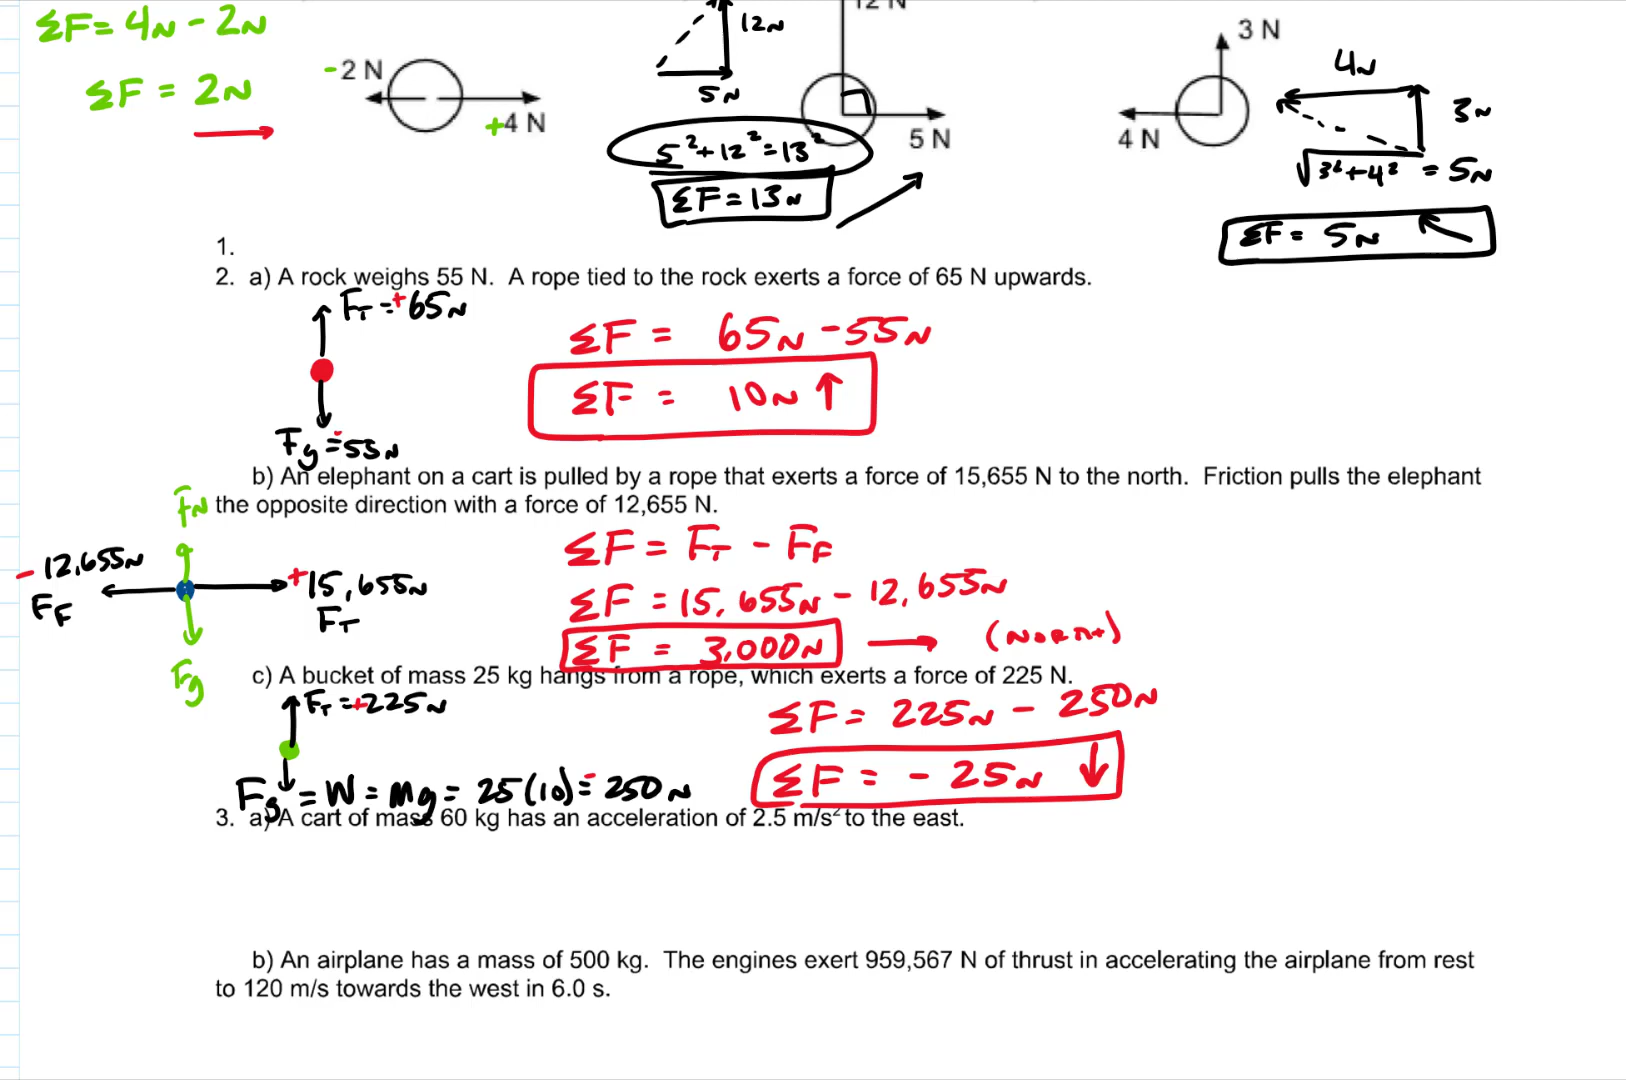 ΣF = 4N - 2N
ΣF = 2N
-2 N
+4 N
12N
5N
12 N
5 N
5²+12²=13²
ΣF = 13N
3 N
4 N
4N
3N
√3²+4² = 5N
ΣF = 5N
1.
2. a) A rock weighs 55 N. A rope tied to the rock exerts a force of 65 N upwards.
F_T = +65N
ΣF = 65N - 55N
ΣF = 10N ↑
Fg = -55N
b) An elephant on a cart is pulled by a rope that exerts a force of 15,655 N to the north. Friction pulls the elephant
the opposite direction with a force of 12,655 N.
F_N
-12,655N
F_F
+15,655N
F_T
Fg
ΣF = F_T - F_F
ΣF = 15,655N - 12,655N
ΣF = 3,000N → (North)
c) A bucket of mass 25 kg hangs from a rope, which exerts a force of 225 N.
F_T = +225N
ΣF = 225N - 250N
ΣF = -25N ↓
Fg = W = Mg = 25(10) = -250N
3. a) A cart of mass 60 kg has an acceleration of 2.5 m/s² to the east.
b) An airplane has a mass of 500 kg. The engines exert 959,567 N of thrust in accelerating the airplane from rest
to 120 m/s towards the west in 6.0 s.